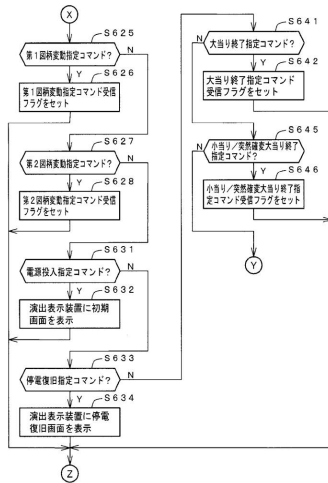 X
S625
第1図柄変動指定コマンド?
N
Y
S626
第1図柄変動指定コマンド受信
フラグをセット
S627
第2図柄変動指定コマンド?
N
Y
S628
第2図柄変動指定コマンド受信
フラグをセット
S631
電源投入指定コマンド?
N
Y
S632
演出表示装置に初期
画面を表示
S633
停電復旧指定コマンド?
N
Y
S634
演出表示装置に停電
復旧画面を表示
Z
S641
大当り終了指定コマンド?
N
Y
S642
大当り終了指定コマンド
受信フラグをセット
S645
小当り/突然確変大当り終了
指定コマンド?
N
Y
S646
小当り/突然確変大当り終了指
定コマンド受信フラグをセット
Y